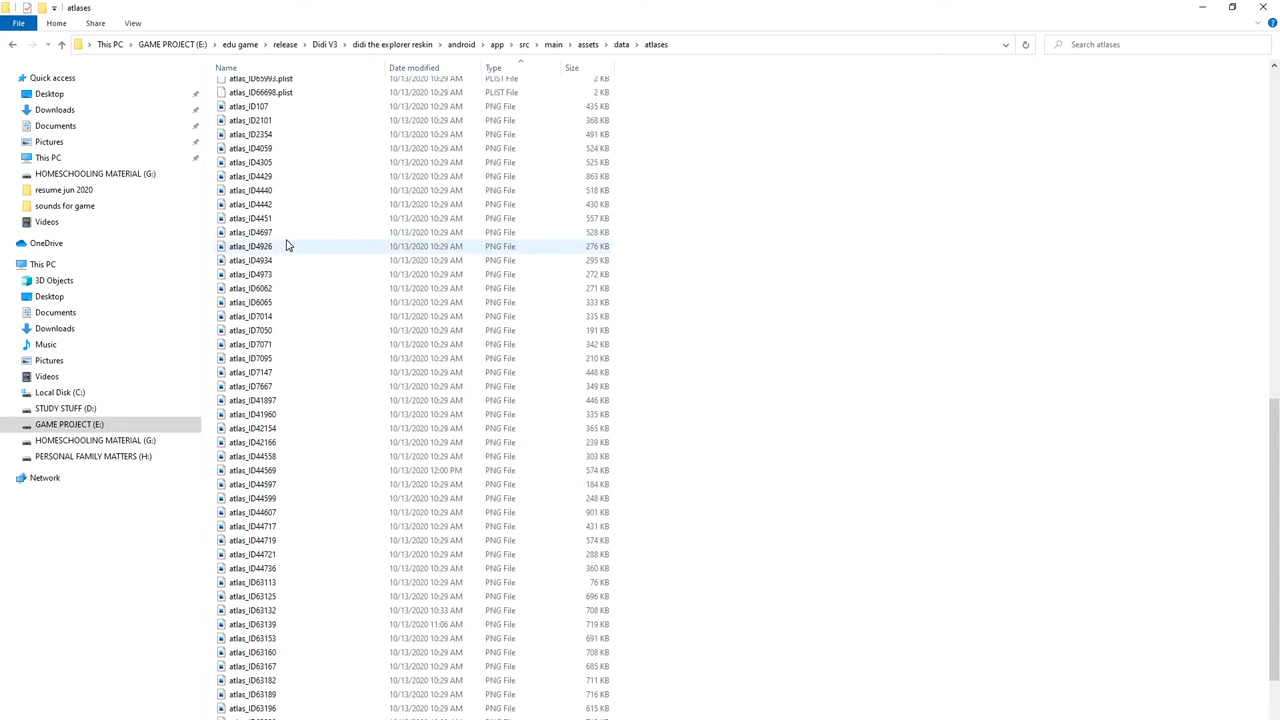 atlases
File Home Share View
This PC GAME PROJECT (E:) edu game release Didi V3 didi the explorer reskin android app src main assets data atlases Search atlases
Name Date modified Type Size
Quick access
Desktop
Downloads
Documents
Pictures
This PC
HOMESCHOOLING MATERIAL (G:)
resume jun 2020
sounds for game
Videos
OneDrive
This PC
3D Objects
Desktop
Documents
Downloads
Music
Pictures
Videos
Local Disk (C:)
STUDY STUFF (D:)
GAME PROJECT (E:)
HOMESCHOOLING MATERIAL (G:)
PERSONAL FAMILY MATTERS (H:)
Network
atlas_ID65993.plist 10/13/2020 10:29 AM PLIST File 2 KB
atlas_ID66698.plist 10/13/2020 10:29 AM PLIST File 2 KB
atlas_ID107 10/13/2020 10:29 AM PNG File 435 KB
atlas_ID2101 10/13/2020 10:29 AM PNG File 368 KB
atlas_ID2354 10/13/2020 10:29 AM PNG File 491 KB
atlas_ID4059 10/13/2020 10:29 AM PNG File 524 KB
atlas_ID4305 10/13/2020 10:29 AM PNG File 525 KB
atlas_ID4429 10/13/2020 10:29 AM PNG File 863 KB
atlas_ID4440 10/13/2020 10:29 AM PNG File 518 KB
atlas_ID4442 10/13/2020 10:29 AM PNG File 430 KB
atlas_ID4451 10/13/2020 10:29 AM PNG File 557 KB
atlas_ID4697 10/13/2020 10:29 AM PNG File 528 KB
atlas_ID4926 10/13/2020 10:29 AM PNG File 276 KB
atlas_ID4934 10/13/2020 10:29 AM PNG File 295 KB
atlas_ID4973 10/13/2020 10:29 AM PNG File 272 KB
atlas_ID6062 10/13/2020 10:29 AM PNG File 271 KB
atlas_ID6065 10/13/2020 10:29 AM PNG File 333 KB
atlas_ID7014 10/13/2020 10:29 AM PNG File 335 KB
atlas_ID7050 10/13/2020 10:29 AM PNG File 191 KB
atlas_ID7071 10/13/2020 10:29 AM PNG File 342 KB
atlas_ID7095 10/13/2020 10:29 AM PNG File 210 KB
atlas_ID7147 10/13/2020 10:29 AM PNG File 448 KB
atlas_ID7667 10/13/2020 10:29 AM PNG File 349 KB
atlas_ID41897 10/13/2020 10:29 AM PNG File 446 KB
atlas_ID41960 10/13/2020 10:29 AM PNG File 335 KB
atlas_ID42154 10/13/2020 10:29 AM PNG File 365 KB
atlas_ID42166 10/13/2020 10:29 AM PNG File 239 KB
atlas_ID44558 10/13/2020 10:29 AM PNG File 303 KB
atlas_ID44569 10/13/2020 12:00 PM PNG File 574 KB
atlas_ID44597 10/13/2020 10:29 AM PNG File 184 KB
atlas_ID44599 10/13/2020 10:29 AM PNG File 248 KB
atlas_ID44607 10/13/2020 10:29 AM PNG File 901 KB
atlas_ID44717 10/13/2020 10:29 AM PNG File 431 KB
atlas_ID44719 10/13/2020 10:29 AM PNG File 574 KB
atlas_ID44721 10/13/2020 10:29 AM PNG File 288 KB
atlas_ID44736 10/13/2020 10:29 AM PNG File 360 KB
atlas_ID63113 10/13/2020 10:29 AM PNG File 76 KB
atlas_ID63125 10/13/2020 10:29 AM PNG File 696 KB
atlas_ID63132 10/13/2020 10:33 AM PNG File 708 KB
atlas_ID63139 10/13/2020 11:06 AM PNG File 719 KB
atlas_ID63153 10/13/2020 10:29 AM PNG File 691 KB
atlas_ID63160 10/13/2020 10:29 AM PNG File 708 KB
atlas_ID63167 10/13/2020 10:29 AM PNG File 685 KB
atlas_ID63182 10/13/2020 10:29 AM PNG File 711 KB
atlas_ID63189 10/13/2020 10:29 AM PNG File 716 KB
atlas_ID63196 10/13/2020 10:29 AM PNG File 615 KB